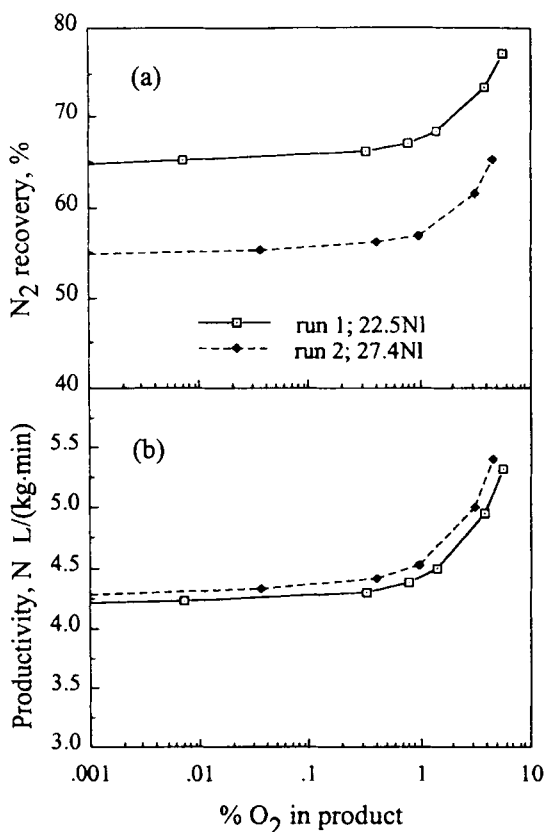 80
(a)
70
60
50
40
N₂ recovery, %
run 1; 22.5Nl
run 2; 27.4Nl
(b)
5.5
5.0
4.5
4.0
3.5
3.0
Productivity, N L/(kg·min)
.001 .01 .1 1 10
% O₂ in product